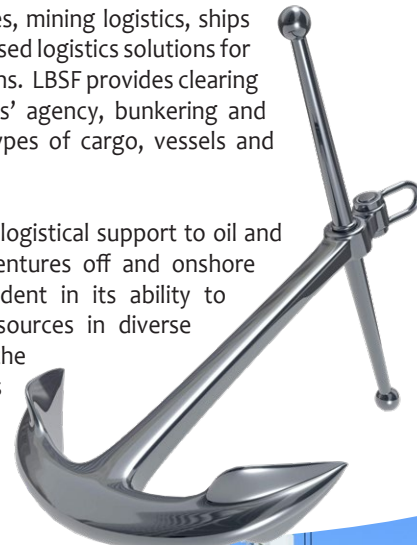 es, mining logistics, ships
sed logistics solutions for
ns. LBSF provides clearing
s’ agency, bunkering and
ypes of cargo, vessels and
logistical support to oil and
entures off and onshore
dent in its ability to
sources in diverse
he
s